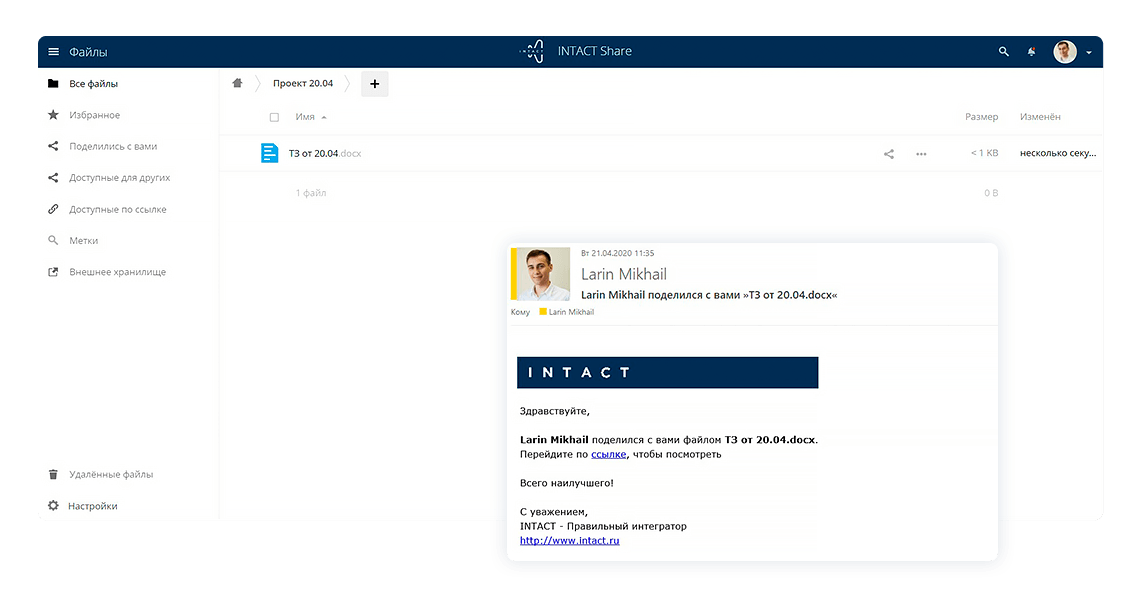 Файлы
INTACT
INTACT Share
Все файлы
Проект 20.04
+
Избранное
Имя
Размер
Изменён
Поделились с вами
ТЗ от 20.04.docx
< 1 KB
несколько секу...
Доступные для других
1 файл
0 B
Доступные по ссылке
Метки
Внешнее хранилище
Удалённые файлы
Настройки
Вт 21.04.2020 11:35
Larin Mikhail
Larin Mikhail поделился с вами »ТЗ от 20.04.docx«
Кому Larin Mikhail
INTACT
Здравствуйте,
Larin Mikhail поделился с вами файлом ТЗ от 20.04.docx.
Перейдите по ссылке, чтобы посмотреть
Всего наилучшего!
С уважением,
INTACT - Правильный интегратор
http://www.intact.ru